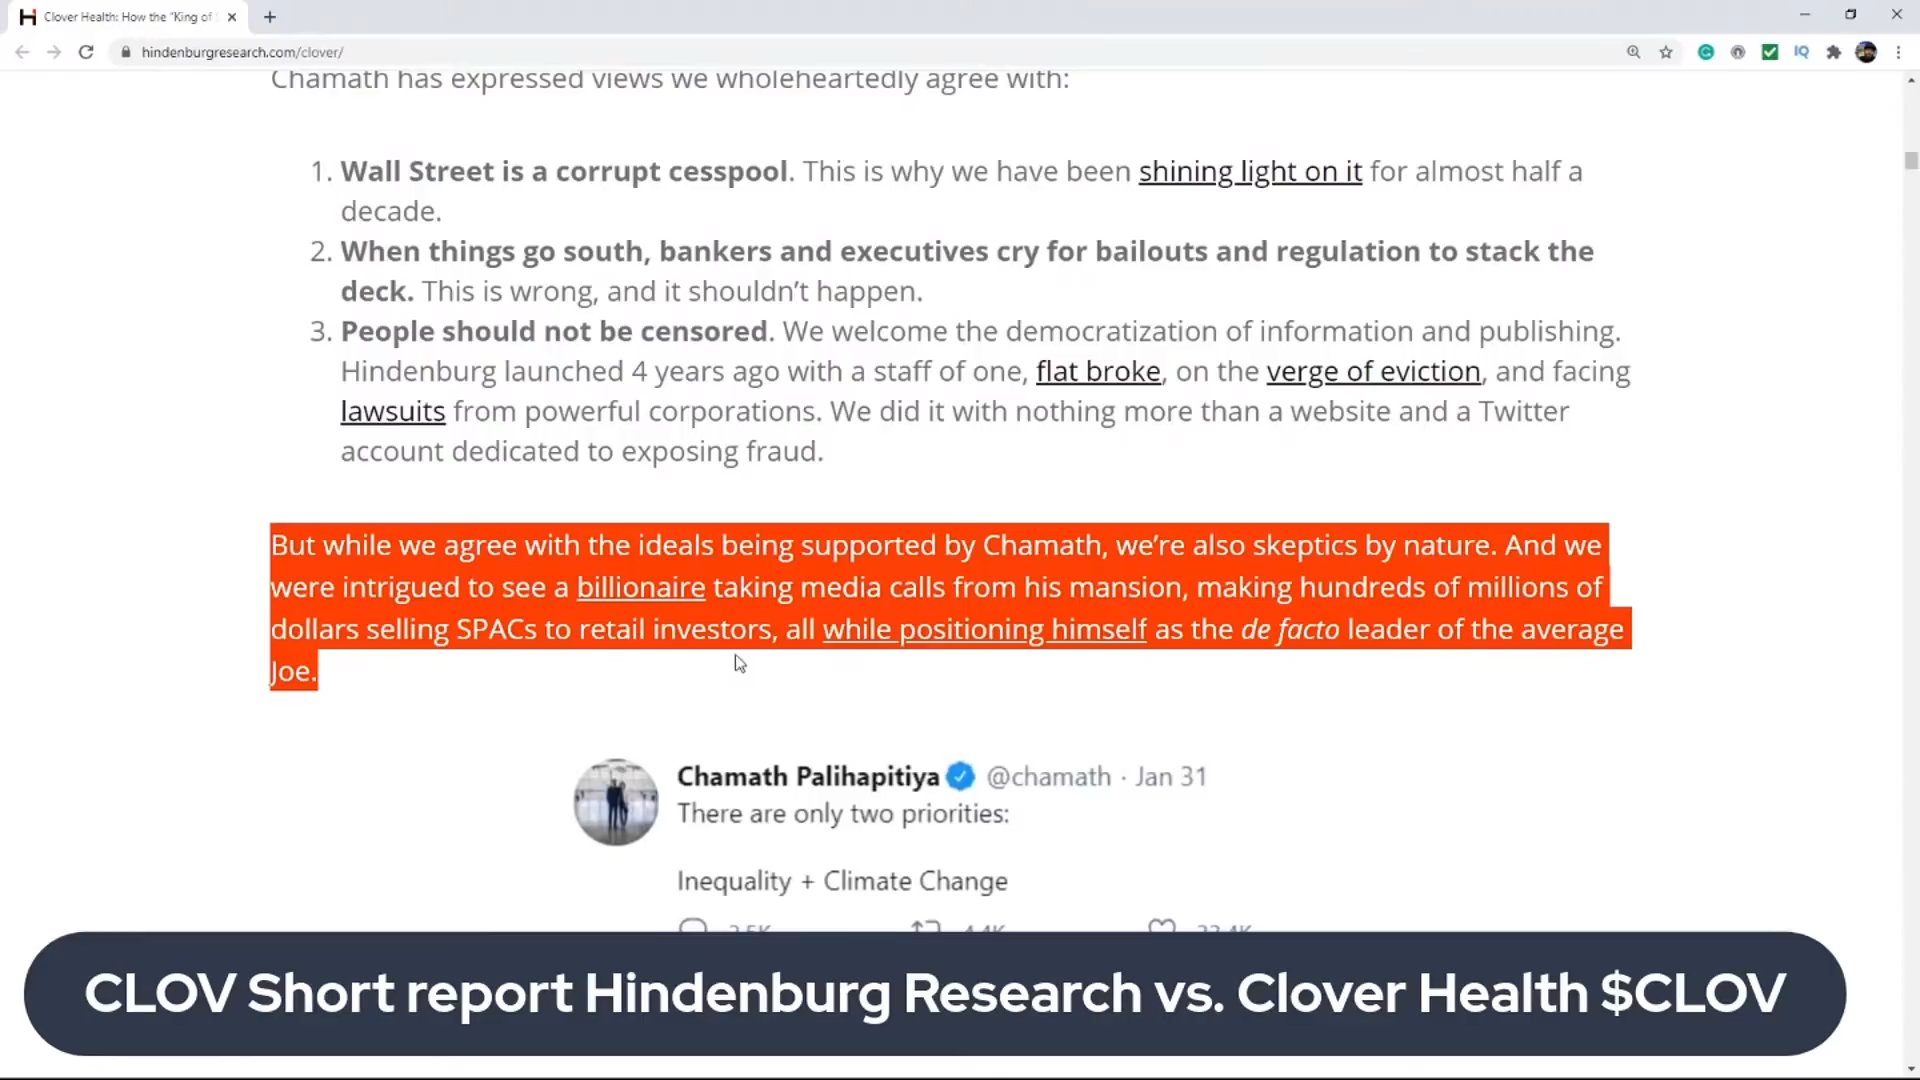 Clover Health: How the "King of
hindenburgresearch.com/clover/
IQ
Chamath has expressed views we wholeheartedly agree with:
1. Wall Street is a corrupt cesspool. This is why we have been shining light on it for almost half a
decade.
2. When things go south, bankers and executives cry for bailouts and regulation to stack the
deck. This is wrong, and it shouldn’t happen.
3. People should not be censored. We welcome the democratization of information and publishing.
Hindenburg launched 4 years ago with a staff of one, flat broke, on the verge of eviction, and facing
lawsuits from powerful corporations. We did it with nothing more than a website and a Twitter
account dedicated to exposing fraud.
But while we agree with the ideals being supported by Chamath, we’re also skeptics by nature. And we
were intrigued to see a billionaire taking media calls from his mansion, making hundreds of millions of
dollars selling SPACs to retail investors, all while positioning himself as the de facto leader of the average
Joe.
Chamath Palihapitiya @chamath · Jan 31
There are only two priorities:
Inequality + Climate Change
CLOV Short report Hindenburg Research vs. Clover Health $CLOV